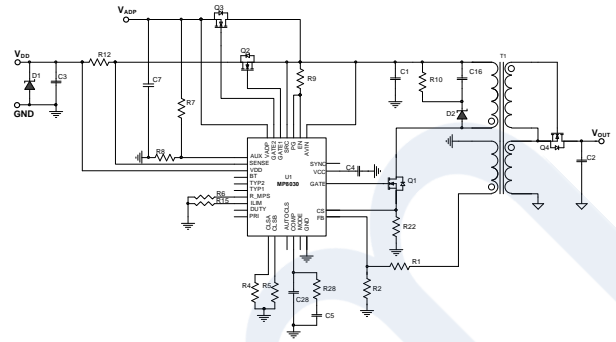 V_ADP
Q3
T1
Q2
V_DD
R12
D1
C3
C7
R7
R9
C1
R10
C16
D2
GND
V_OUT
Q4
C2
R8
AUX
SENSE
VDD
BT
TYP2
TYP1
R_MPS
ILIM
DUTY
PRI
VADP
GATE2
GATE1
SRC
PG
EN
AVIN
U1
MP6030
SYNC
VCC
GATE
CS
FB
C4
Q1
R6
R15
CLSA
CLSB
AUTOCLS
COMP
MODE
GND
R22
R1
R2
R4
R5
C28
R28
C5